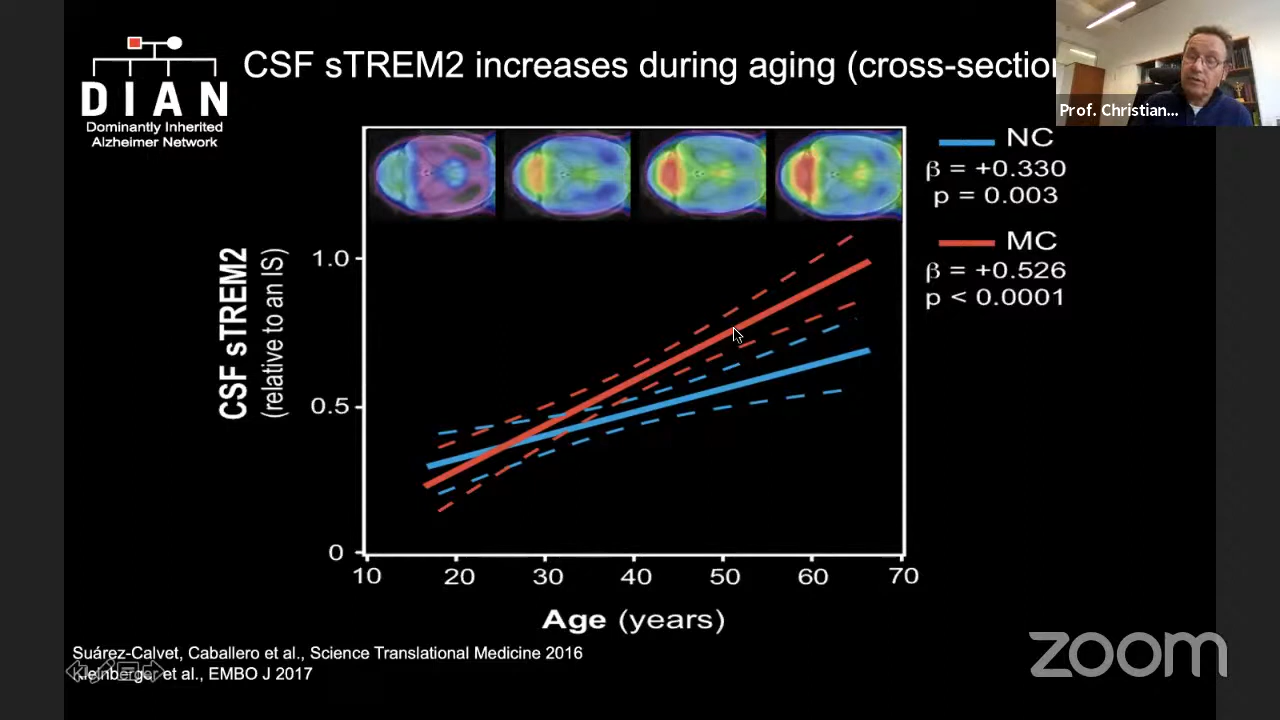 CSF sTREM2 increases during aging (cross-section
Prof. Christian...
DIAN
Dominantly Inherited
Alzheimer Network
NC
β = +0.330
p = 0.003
MC
β = +0.526
p < 0.0001
CSF sTREM2
(relative to an IS)
1.0
0.5
0
10 20 30 40 50 60 70
Age (years)
Suárez-Calvet, Caballero et al., Science Translational Medicine 2016
Kleinberger et al., EMBO J 2017
zoom